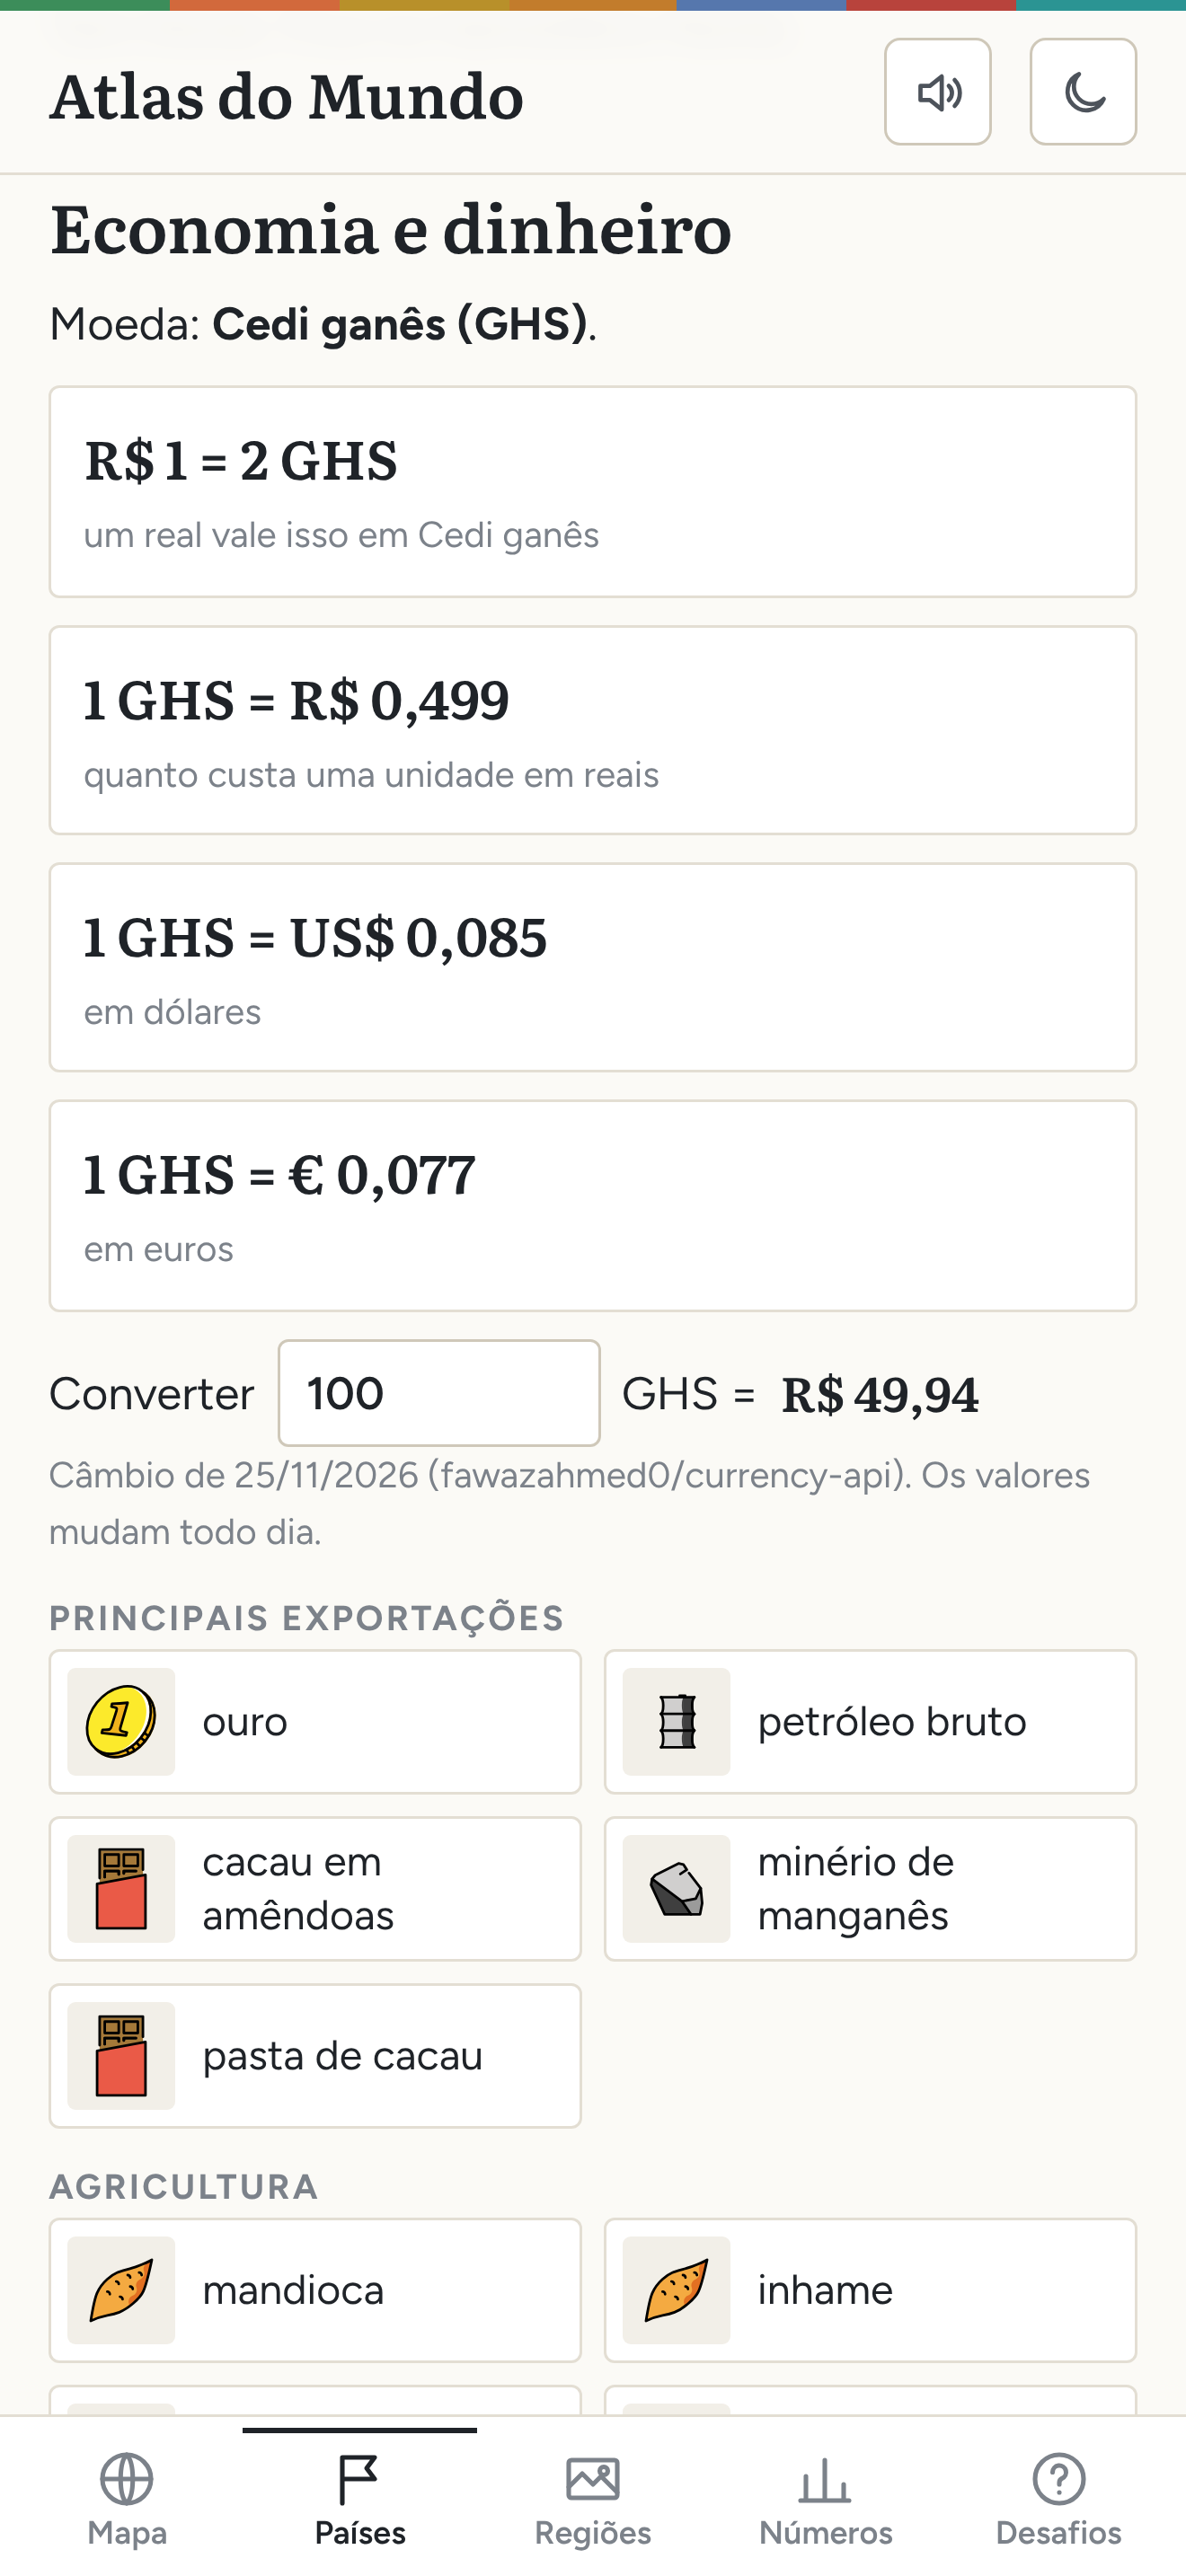 Atlas do Mundo
Economia e dinheiro
Moeda: Cedi ganês (GHS).
R$ 1 = 2 GHS
um real vale isso em Cedi ganês
1 GHS = R$ 0,499
quanto custa uma unidade em reais
1 GHS = US$ 0,085
em dólares
1 GHS = € 0,077
em euros
Converter 100 GHS = R$ 49,94
Câmbio de 25/11/2026 (fawazahmed0/currency-api). Os valores
mudam todo dia.
PRINCIPAIS EXPORTAÇÕES
1
ouro
petróleo bruto
cacau em
amêndoas
minério de
manganês
pasta de cacau
AGRICULTURA
mandioca
inhame
Mapa
Países
Regiões
Números
Desafios